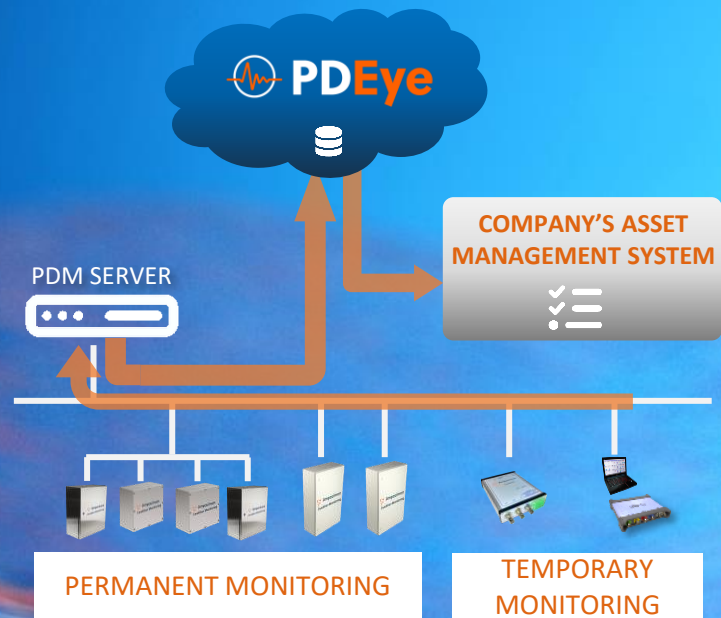 PDEye
COMPANY’S ASSET
MANAGEMENT SYSTEM
PDM SERVER
PERMANENT MONITORING
TEMPORARY
MONITORING